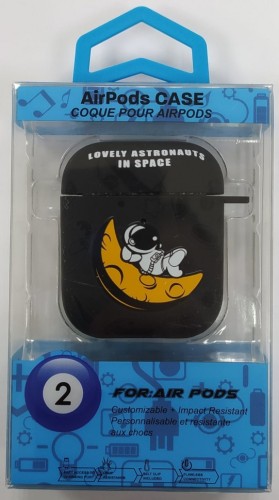 AirPods CASE
COQUE POUR AIRPODS
LOVELY ASTRONAUTS
IN SPACE
2
FOR:AIR PODS
Customizable + Impact Resistant
Personnalisable et resistante
aux chocs